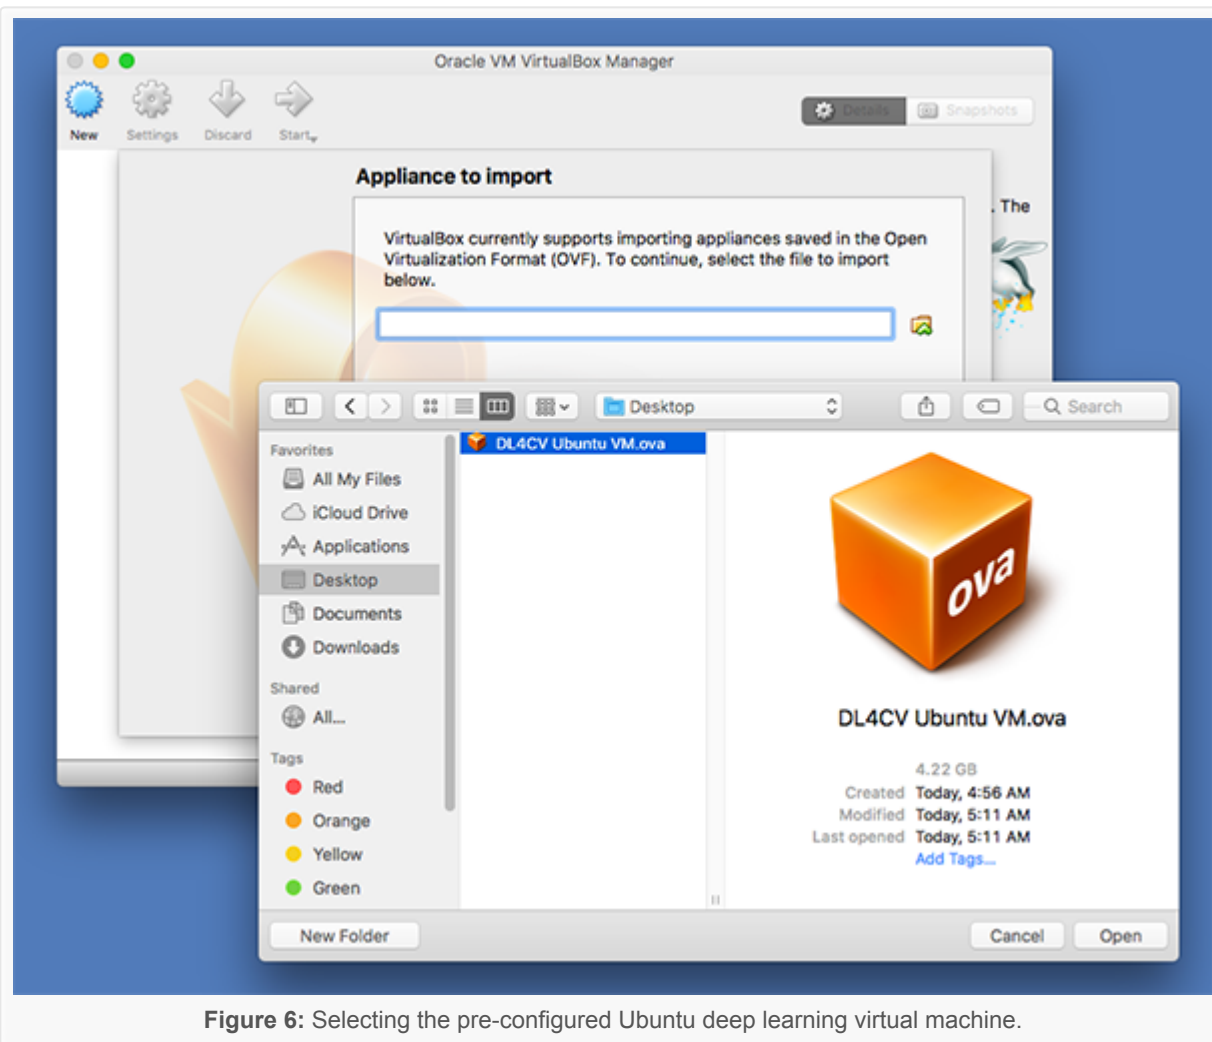 Oracle VM VirtualBox Manager
New
Settings
Discard
Start
Details
Snapshots
Appliance to import
. The
VirtualBox currently supports importing appliances saved in the Open
Virtualization Format (OVF). To continue, select the file to import
below.
Desktop
Search
Favorites
All My Files
iCloud Drive
Applications
Desktop
Documents
Downloads
Shared
All...
Tags
Red
Orange
Yellow
Green
DL4CV Ubuntu VM.ova
ova
DL4CV Ubuntu VM.ova
4.22 GB
Created Today, 4:56 AM
Modified Today, 5:11 AM
Last opened Today, 5:11 AM
Add Tags...
New Folder
Cancel
Open
Figure 6: Selecting the pre-configured Ubuntu deep learning virtual machine.